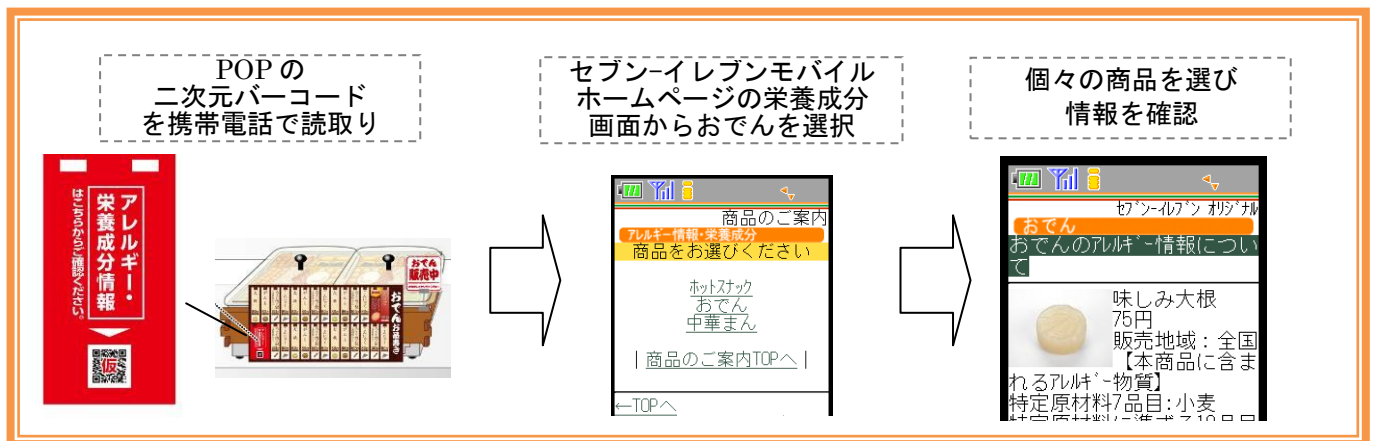 POPの
二次元バーコード
を携帯電話で読取り
セブン-イレブンモバイル
ホームページの栄養成分
画面からおでんを選択
個々の商品を選び
情報を確認
アレルギー・
栄養成分情報
はこちらからご確認ください。
仮
おでん
販売中
おでんお品書き
商品のご案内
アレルギー情報・栄養成分
商品をお選びください
ホットスナック
おでん
中華まん
| 商品のご案内TOPへ |
←TOPへ
セブン-イレブン オリジナル
おでん
おでんのアレルギー情報につい
て
味しみ大根
75円
販売地域：全国
【本商品に含ま
れるアレルギー物質】
特定原材料7品目:小麦